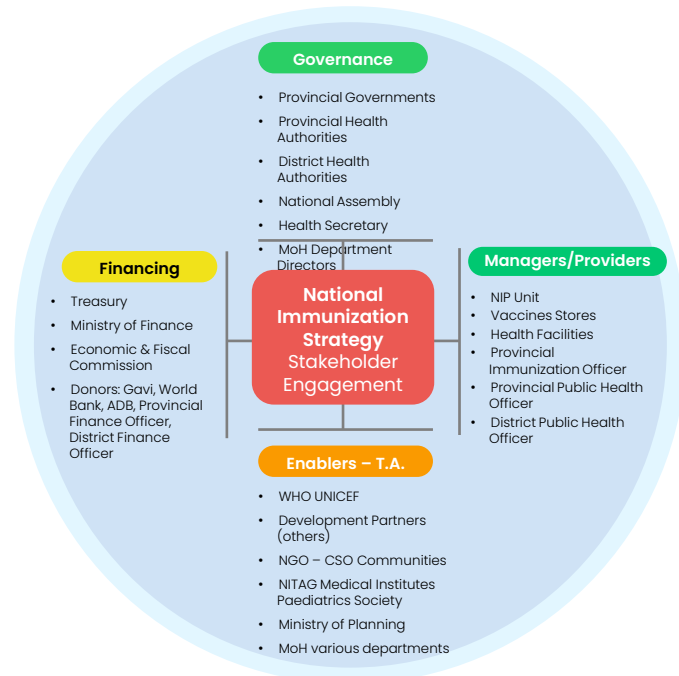 Governance
• Provincial Governments
• Provincial Health
Authorities
• District Health
Authorities
• National Assembly
• Health Secretary
• MoH Department
Directors
Financing
• Treasury
• Ministry of Finance
• Economic & Fiscal
Commission
• Donors: Gavi, World
Bank, ADB, Provincial
Finance Officer,
District Finance
Officer
National
Immunization
Strategy
Stakeholder
Engagement
Managers/Providers
• NIP Unit
• Vaccines Stores
• Health Facilities
• Provincial
Immunization Officer
• Provincial Public Health
Officer
• District Public Health
Officer
Enablers – T.A.
• WHO UNICEF
• Development Partners
(others)
• NGO – CSO Communities
• NITAG Medical Institutes
Paediatrics Society
• Ministry of Planning
• MoH various departments